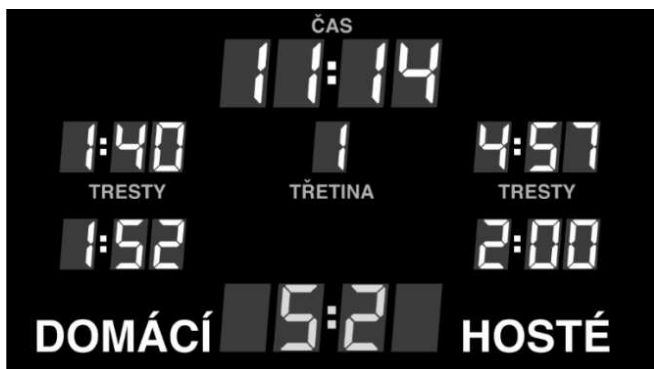 ČAS
11:14
1:40 1 4:57
TRESTY TŘETINA TRESTY
1:52 2:00
DOMÁCÍ 5:2 HOSTÉ